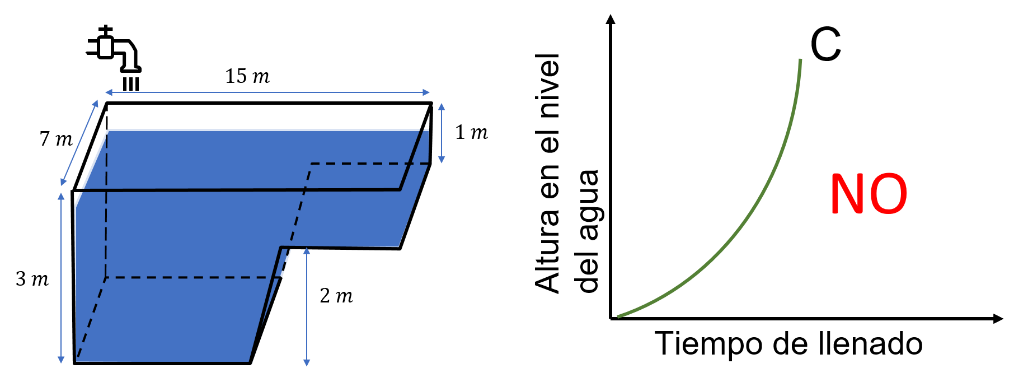 15 m
7 m
1 m
3 m
2 m
Altura en el nivel
del agua
C
NO
Tiempo de llenado